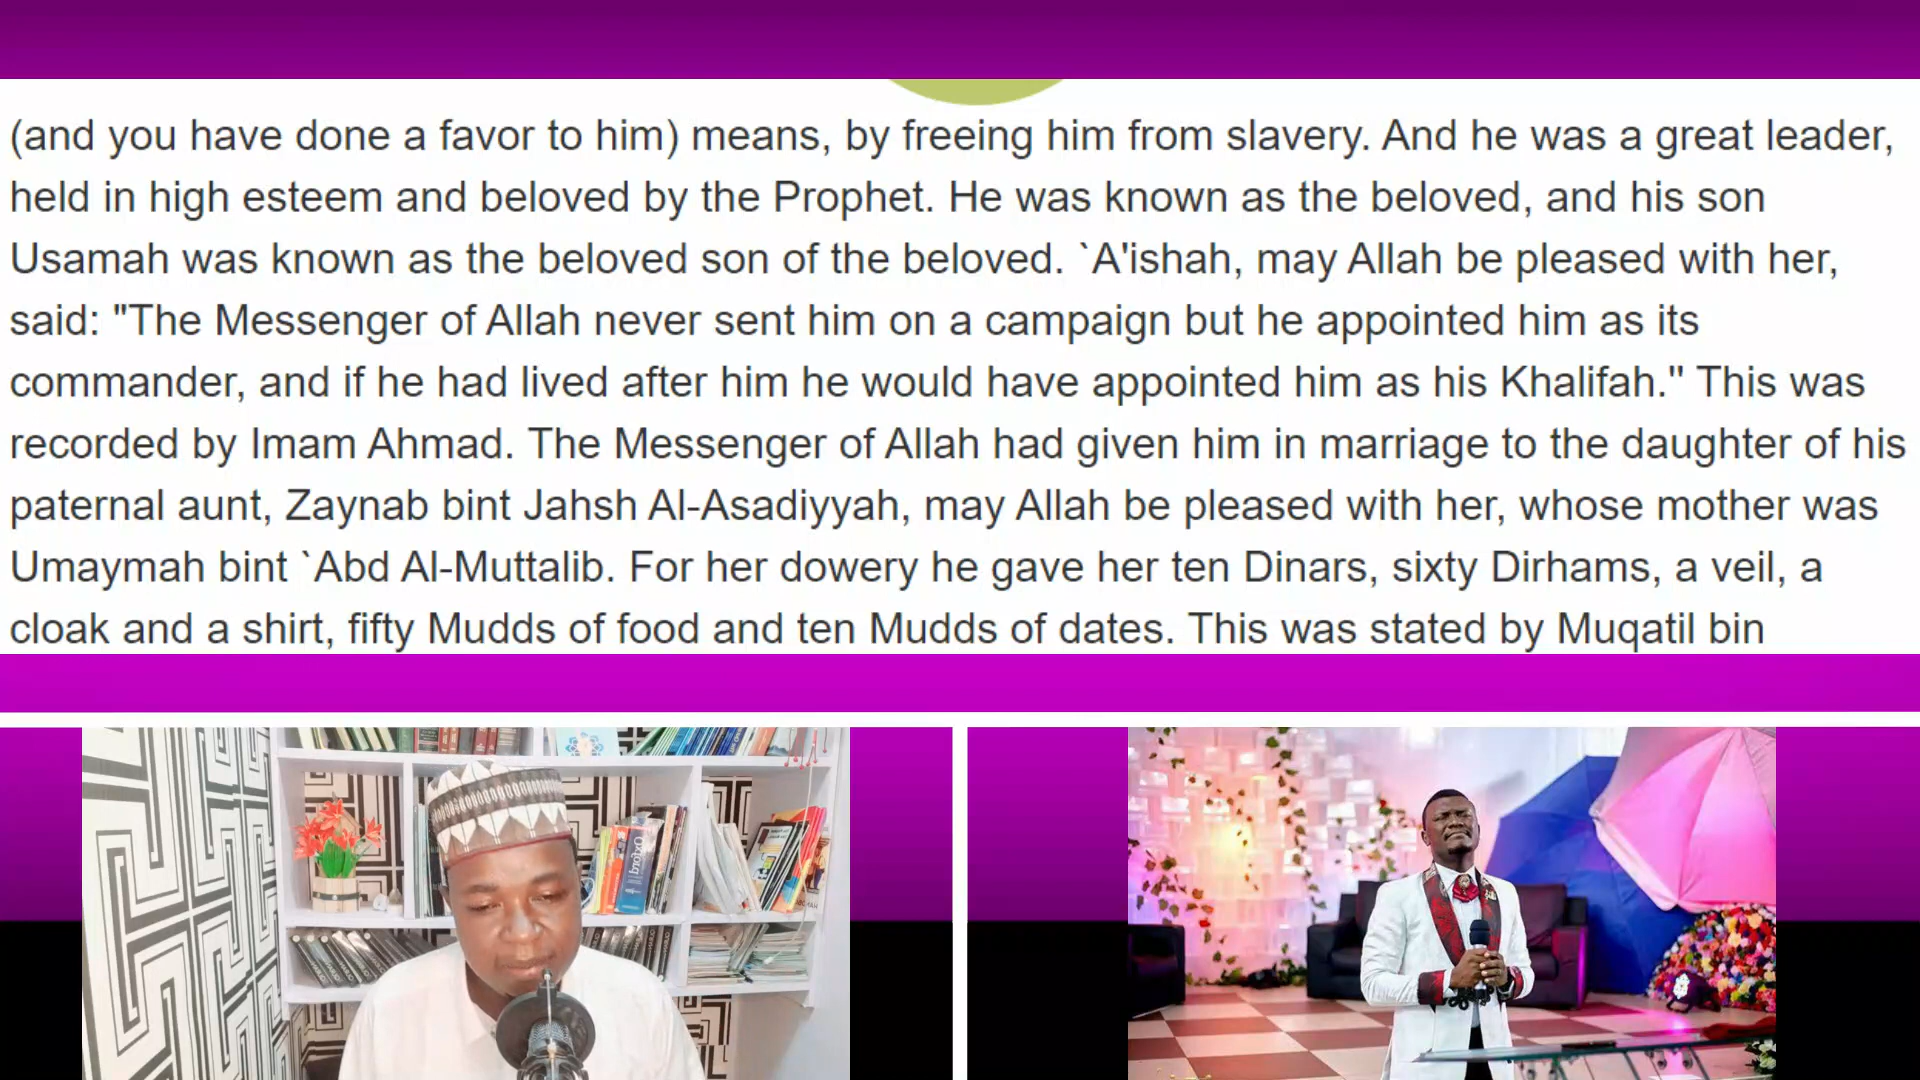 (and you have done a favor to him) means, by freeing him from slavery. And he was a great leader,
held in high esteem and beloved by the Prophet. He was known as the beloved, and his son
Usamah was known as the beloved son of the beloved. `A'ishah, may Allah be pleased with her,
said: "The Messenger of Allah never sent him on a campaign but he appointed him as its
commander, and if he had lived after him he would have appointed him as his Khalifah.'' This was
recorded by Imam Ahmad. The Messenger of Allah had given him in marriage to the daughter of his
paternal aunt, Zaynab bint Jahsh Al-Asadiyyah, may Allah be pleased with her, whose mother was
Umaymah bint `Abd Al-Muttalib. For her dowery he gave her ten Dinars, sixty Dirhams, a veil, a
cloak and a shirt, fifty Mudds of food and ten Mudds of dates. This was stated by Muqatil bin
Oxford